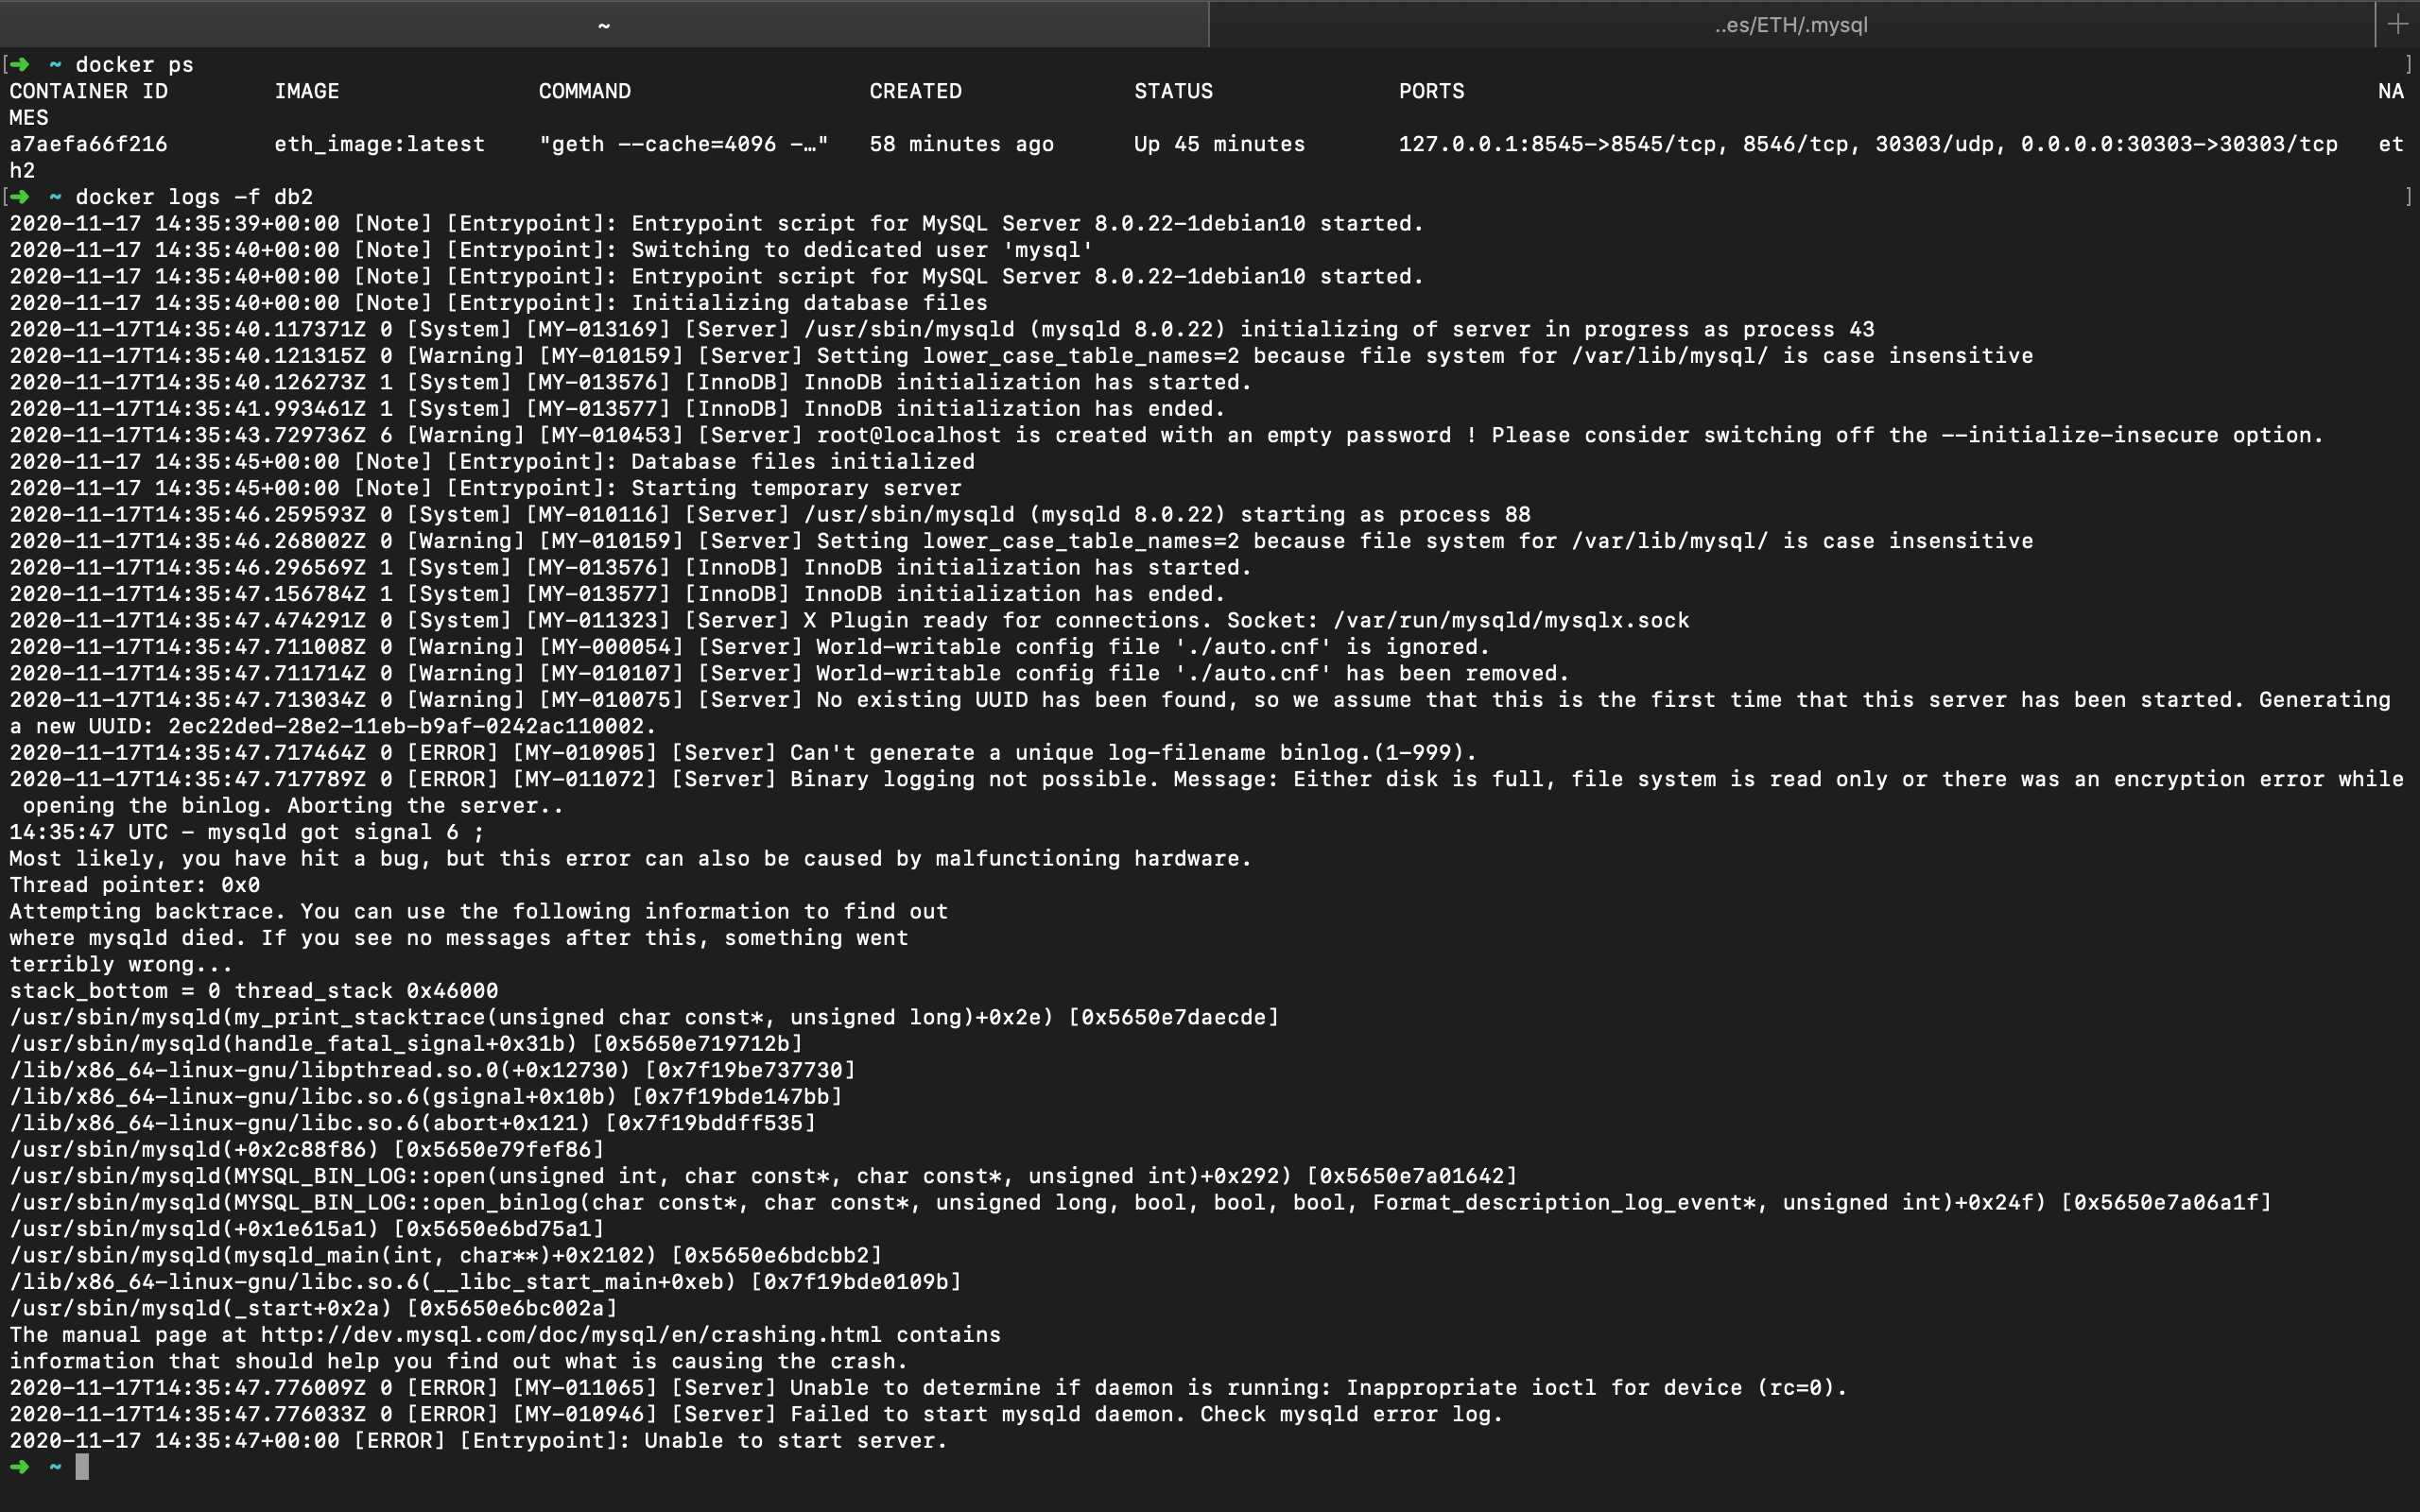 ~ ..es/ETH/.mysql +
[➜ ~ docker ps ]
CONTAINER ID IMAGE COMMAND CREATED STATUS PORTS NA
MES
a7aefa66f216 eth_image:latest "geth --cache=4096 -…" 58 minutes ago Up 45 minutes 127.0.0.1:8545->8545/tcp, 8546/tcp, 30303/udp, 0.0.0.0:30303->30303/tcp et
h2
[➜ ~ docker logs -f db2 ]
2020-11-17 14:35:39+00:00 [Note] [Entrypoint]: Entrypoint script for MySQL Server 8.0.22-1debian10 started.
2020-11-17 14:35:40+00:00 [Note] [Entrypoint]: Switching to dedicated user 'mysql'
2020-11-17 14:35:40+00:00 [Note] [Entrypoint]: Entrypoint script for MySQL Server 8.0.22-1debian10 started.
2020-11-17 14:35:40+00:00 [Note] [Entrypoint]: Initializing database files
2020-11-17T14:35:40.117371Z 0 [System] [MY-013169] [Server] /usr/sbin/mysqld (mysqld 8.0.22) initializing of server in progress as process 43
2020-11-17T14:35:40.121315Z 0 [Warning] [MY-010159] [Server] Setting lower_case_table_names=2 because file system for /var/lib/mysql/ is case insensitive
2020-11-17T14:35:40.126273Z 1 [System] [MY-013576] [InnoDB] InnoDB initialization has started.
2020-11-17T14:35:41.993461Z 1 [System] [MY-013577] [InnoDB] InnoDB initialization has ended.
2020-11-17T14:35:43.729736Z 6 [Warning] [MY-010453] [Server] root@localhost is created with an empty password ! Please consider switching off the --initialize-insecure option.
2020-11-17 14:35:45+00:00 [Note] [Entrypoint]: Database files initialized
2020-11-17 14:35:45+00:00 [Note] [Entrypoint]: Starting temporary server
2020-11-17T14:35:46.259593Z 0 [System] [MY-010116] [Server] /usr/sbin/mysqld (mysqld 8.0.22) starting as process 88
2020-11-17T14:35:46.268002Z 0 [Warning] [MY-010159] [Server] Setting lower_case_table_names=2 because file system for /var/lib/mysql/ is case insensitive
2020-11-17T14:35:46.296569Z 1 [System] [MY-013576] [InnoDB] InnoDB initialization has started.
2020-11-17T14:35:47.156784Z 1 [System] [MY-013577] [InnoDB] InnoDB initialization has ended.
2020-11-17T14:35:47.474291Z 0 [System] [MY-011323] [Server] X Plugin ready for connections. Socket: /var/run/mysqld/mysqlx.sock
2020-11-17T14:35:47.711008Z 0 [Warning] [MY-000054] [Server] World-writable config file './auto.cnf' is ignored.
2020-11-17T14:35:47.711714Z 0 [Warning] [MY-010107] [Server] World-writable config file './auto.cnf' has been removed.
2020-11-17T14:35:47.713034Z 0 [Warning] [MY-010075] [Server] No existing UUID has been found, so we assume that this is the first time that this server has been started. Generating
a new UUID: 2ec22ded-28e2-11eb-b9af-0242ac110002.
2020-11-17T14:35:47.717464Z 0 [ERROR] [MY-010905] [Server] Can't generate a unique log-filename binlog.(1-999).
2020-11-17T14:35:47.717789Z 0 [ERROR] [MY-011072] [Server] Binary logging not possible. Message: Either disk is full, file system is read only or there was an encryption error while
opening the binlog. Aborting the server..
14:35:47 UTC - mysqld got signal 6 ;
Most likely, you have hit a bug, but this error can also be caused by malfunctioning hardware.
Thread pointer: 0x0
Attempting backtrace. You can use the following information to find out
where mysqld died. If you see no messages after this, something went
terribly wrong...
stack_bottom = 0 thread_stack 0x46000
/usr/sbin/mysqld(my_print_stacktrace(unsigned char const*, unsigned long)+0x2e) [0x5650e7daecde]
/usr/sbin/mysqld(handle_fatal_signal+0x31b) [0x5650e719712b]
/lib/x86_64-linux-gnu/libpthread.so.0(+0x12730) [0x7f19be737730]
/lib/x86_64-linux-gnu/libc.so.6(gsignal+0x10b) [0x7f19bde147bb]
/lib/x86_64-linux-gnu/libc.so.6(abort+0x121) [0x7f19bddff535]
/usr/sbin/mysqld(+0x2c88f86) [0x5650e79fef86]
/usr/sbin/mysqld(MYSQL_BIN_LOG::open(unsigned int, char const*, char const*, unsigned int)+0x292) [0x5650e7a01642]
/usr/sbin/mysqld(MYSQL_BIN_LOG::open_binlog(char const*, char const*, unsigned long, bool, bool, bool, Format_description_log_event*, unsigned int)+0x24f) [0x5650e7a06a1f]
/usr/sbin/mysqld(+0x1e615a1) [0x5650e6bd75a1]
/usr/sbin/mysqld(mysqld_main(int, char**)+0x2102) [0x5650e6bdcbb2]
/lib/x86_64-linux-gnu/libc.so.6(__libc_start_main+0xeb) [0x7f19bde0109b]
/usr/sbin/mysqld(_start+0x2a) [0x5650e6bc002a]
The manual page at http://dev.mysql.com/doc/mysql/en/crashing.html contains
information that should help you find out what is causing the crash.
2020-11-17T14:35:47.776009Z 0 [ERROR] [MY-011065] [Server] Unable to determine if daemon is running: Inappropriate ioctl for device (rc=0).
2020-11-17T14:35:47.776033Z 0 [ERROR] [MY-010946] [Server] Failed to start mysqld daemon. Check mysqld error log.
2020-11-17 14:35:47+00:00 [ERROR] [Entrypoint]: Unable to start server.
➜ ~